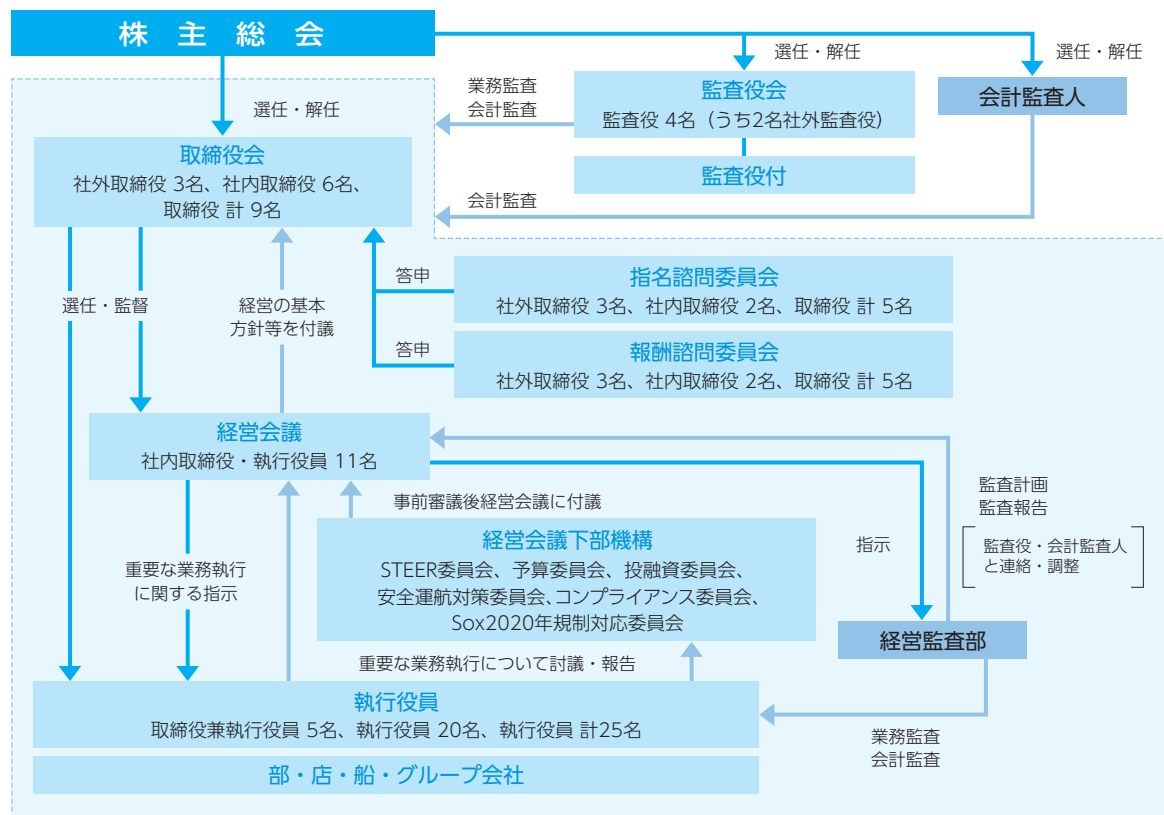 株主総会
選任・解任
選任・解任
選任・解任
業務監査
会計監査
監査役会
監査役 4名（うち2名社外監査役）
監査役付
会計監査人
会計監査
取締役会
社外取締役 3名、社内取締役 6名、
取締役 計 9名
選任・監督
経営の基本
方針等を付議
答申
指名諮問委員会
社外取締役 3名、社内取締役 2名、取締役 計 5名
答申
報酬諮問委員会
社外取締役 3名、社内取締役 2名、取締役 計 5名
経営会議
社内取締役・執行役員 11名
事前審議後経営会議に付議
経営会議下部機構
STEER委員会、予算委員会、投融資委員会、
安全運航対策委員会、コンプライアンス委員会、
Sox2020年規制対応委員会
重要な業務執行
に関する指示
指示
監査計画
監査報告
監査役・会計監査人
と連絡・調整
経営監査部
重要な業務執行について討議・報告
執行役員
取締役兼執行役員 5名、執行役員 20名、執行役員 計25名
業務監査
会計監査
部・店・船・グループ会社